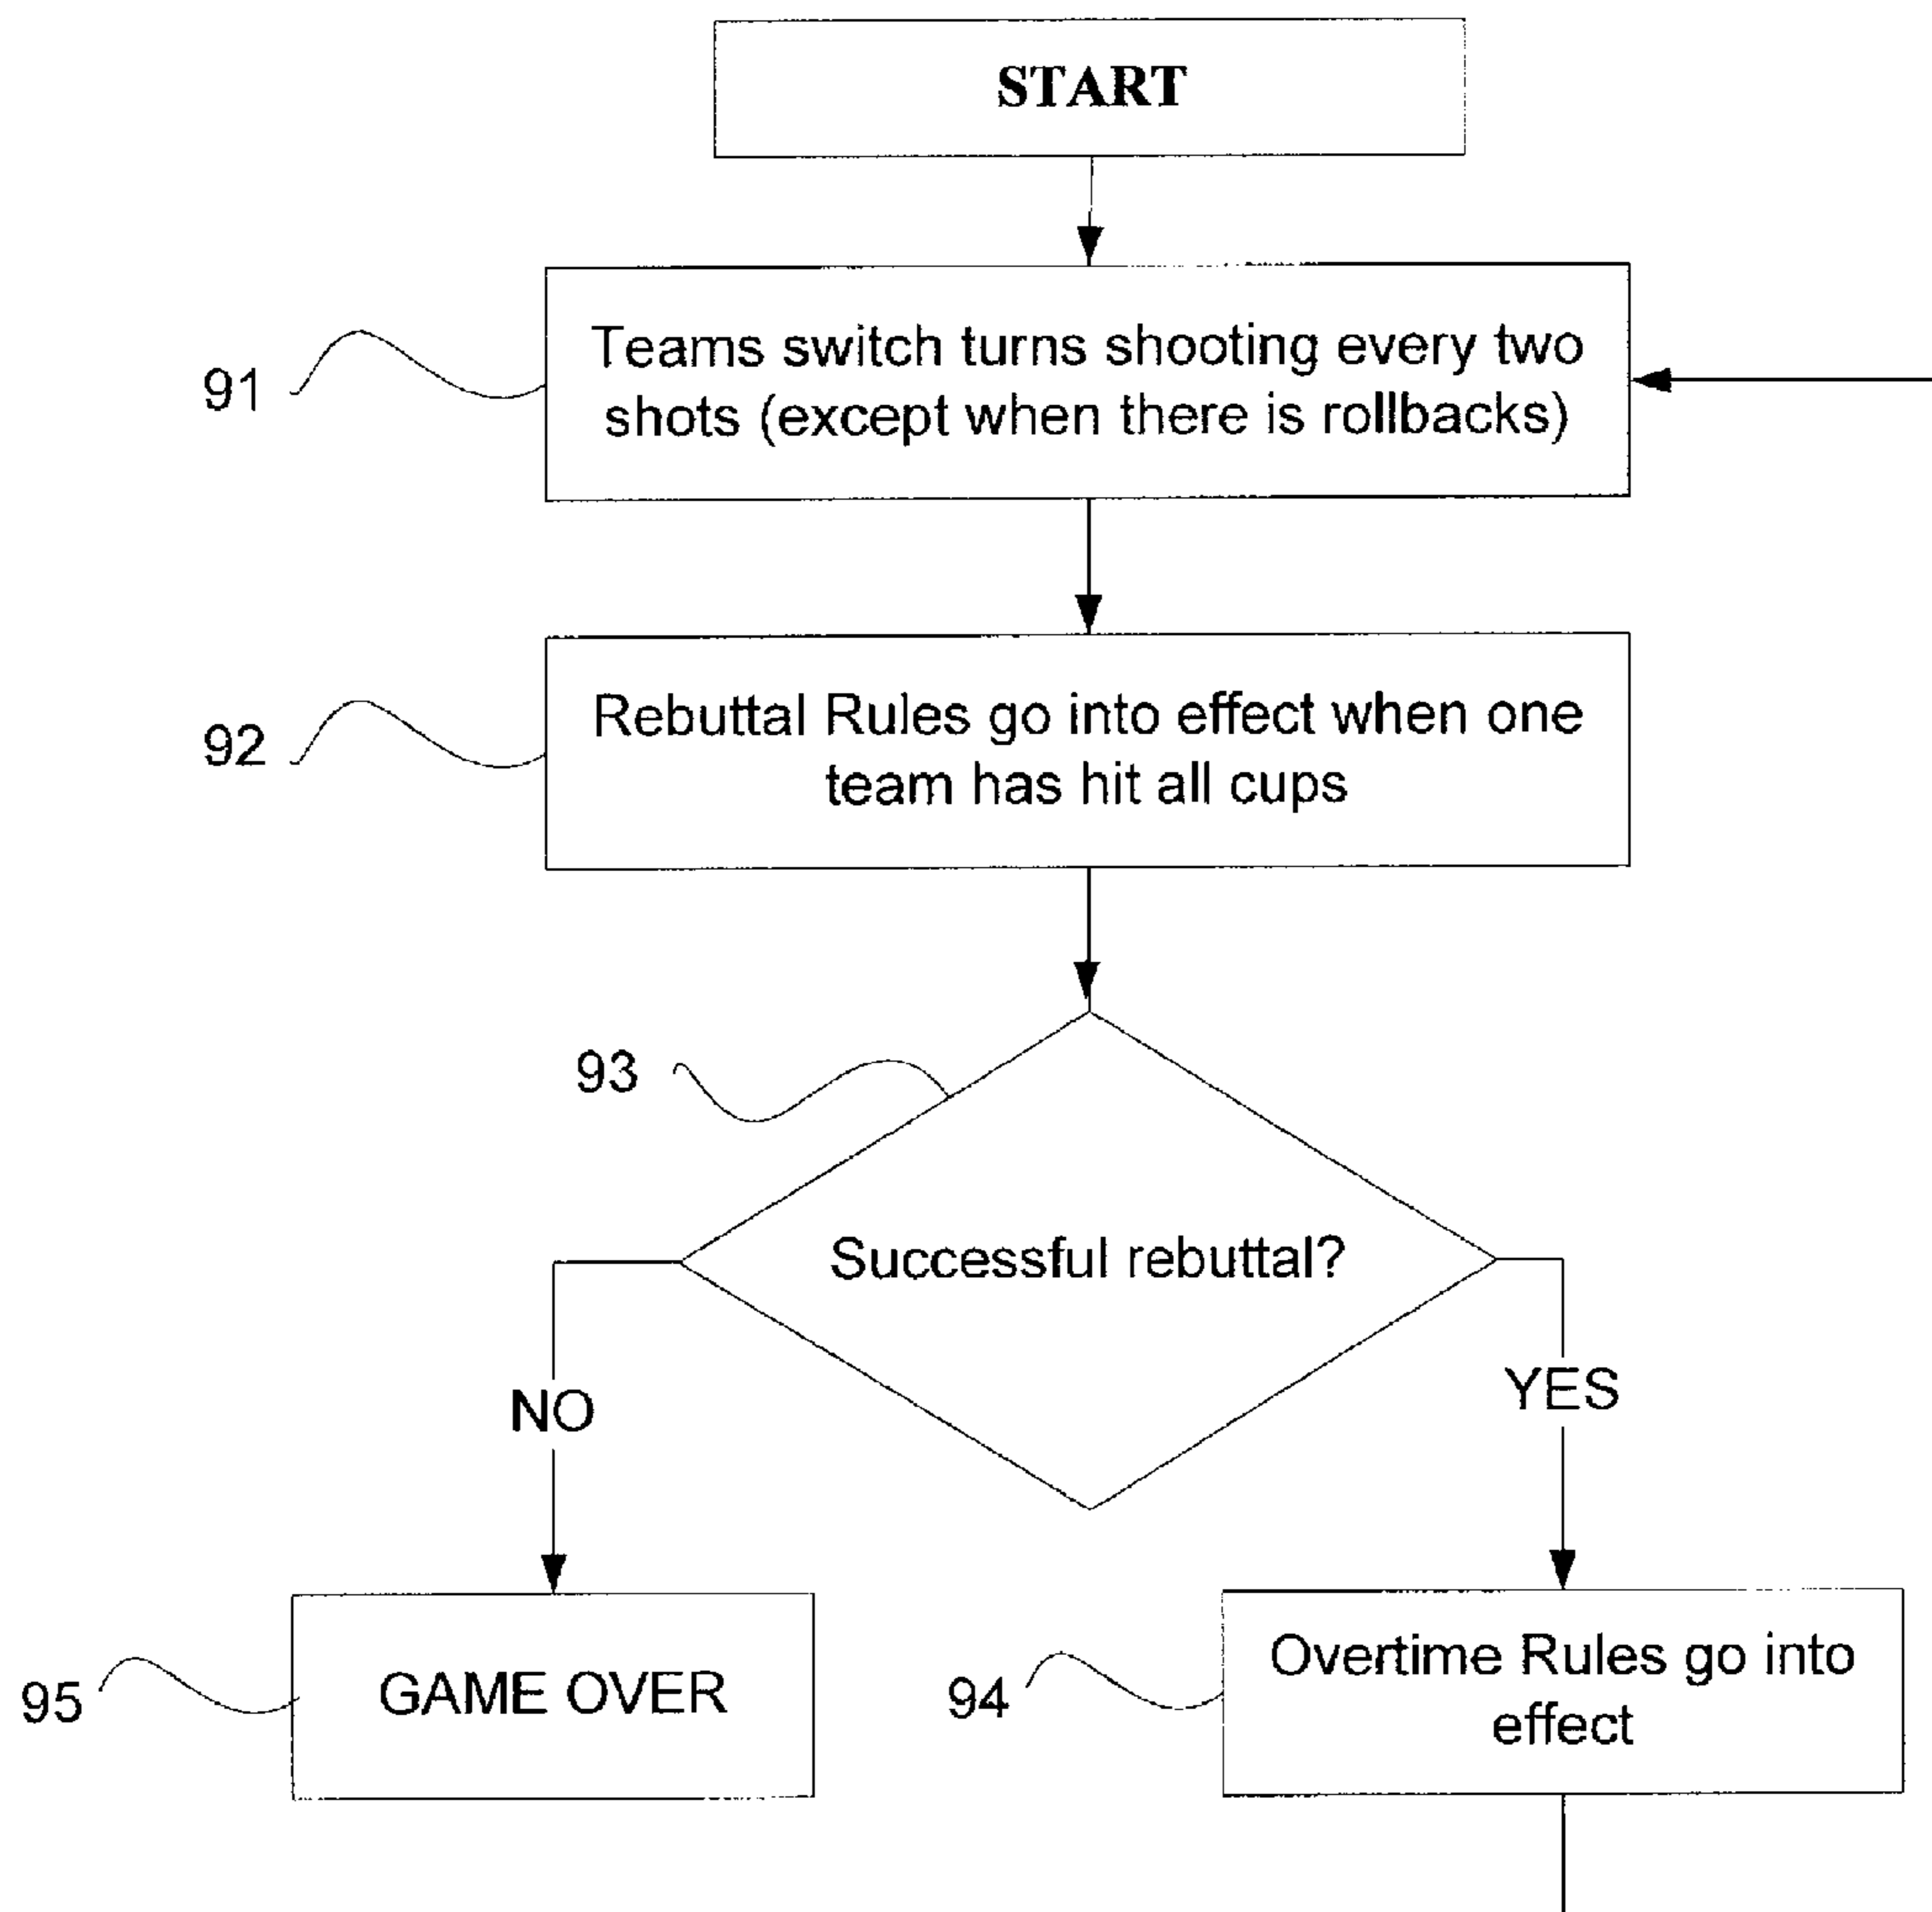 START
Teams switch turns shooting every two
shots (except when there is rollbacks)
91
Rebuttal Rules go into effect when one
team has hit all cups
92
93
Successful rebuttal?
NO
YES
GAME OVER
95
Overtime Rules go into
effect
94